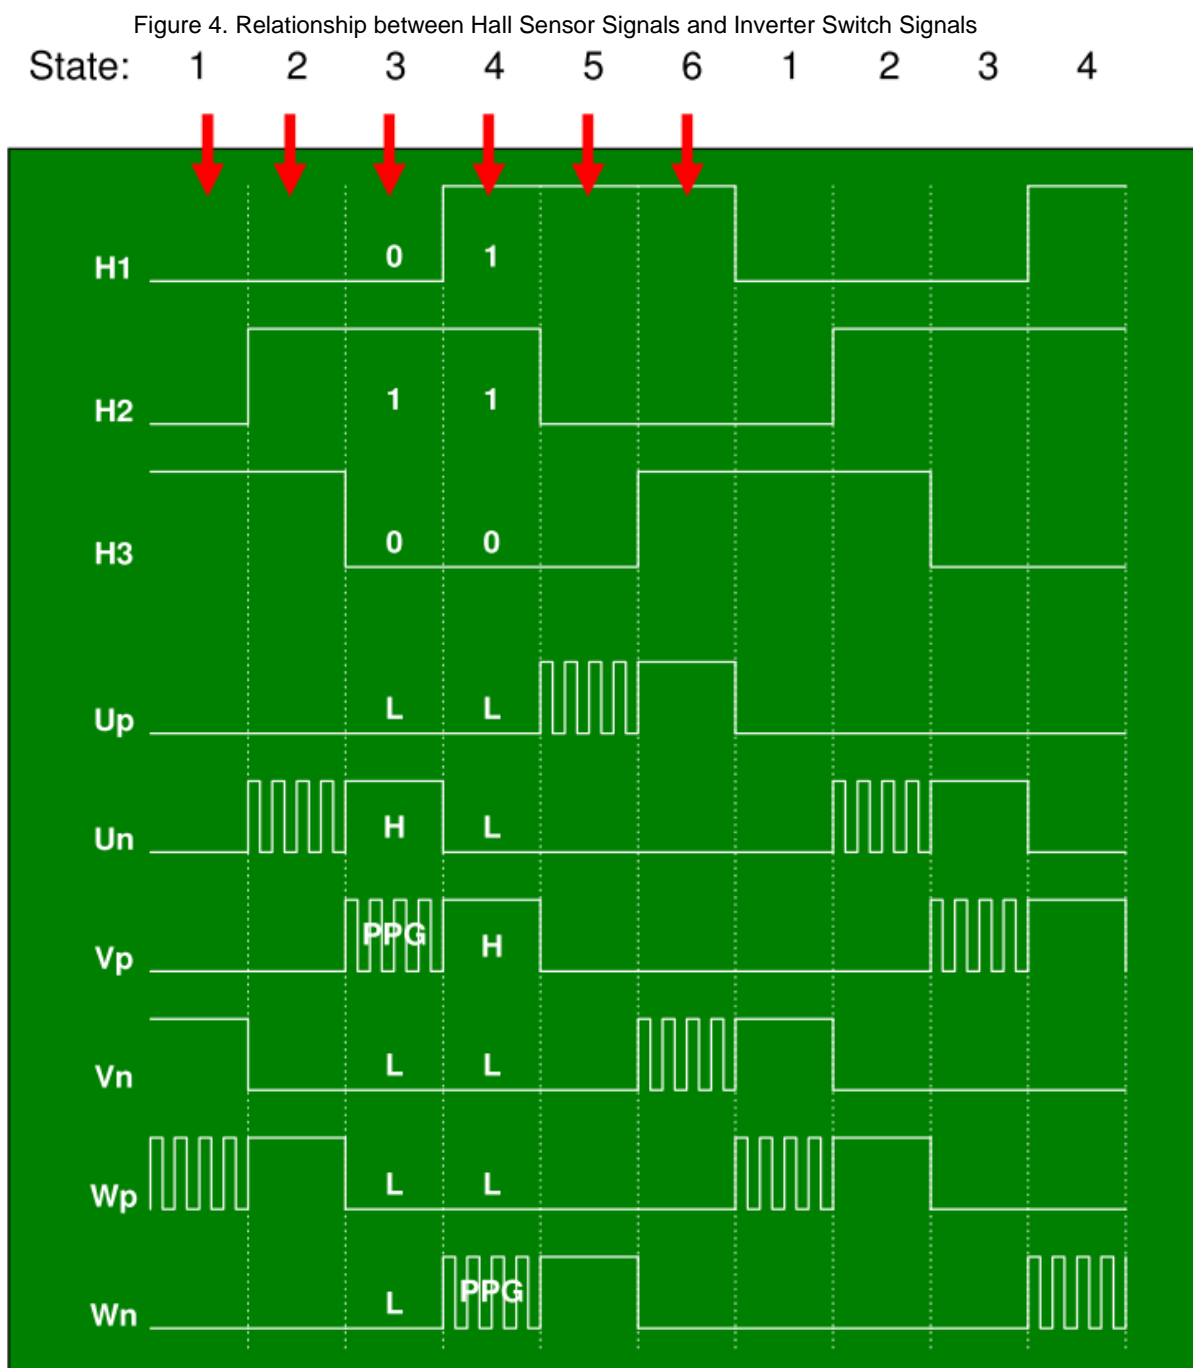 Figure 4. Relationship between Hall Sensor Signals and Inverter Switch Signals
State: 1 2 3 4 5 6 1 2 3 4
H1 0 1
H2 1 1
H3 0 0
Up L L
Un H L
Vp PPG H
Vn L L
Wp L L
Wn L PPG